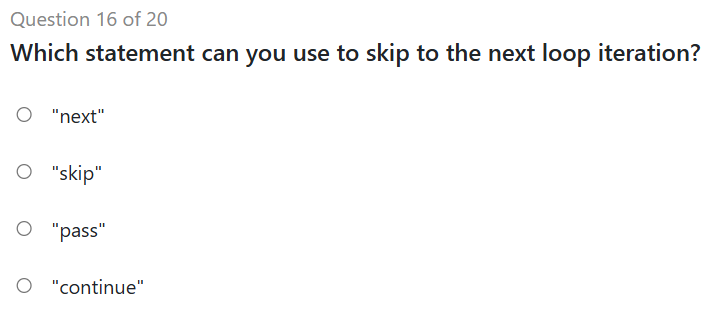 Question 16 of 20
Which statement can you use to skip to the next loop iteration?
"next"
"skip"
"pass"
"continue"